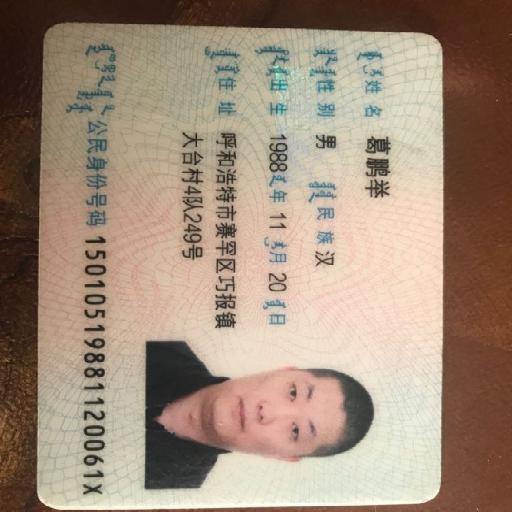 姓名 葛鹏举
性别 男 民族 汉
出生 1988 年 11 月 20 日
住址 呼和浩特市赛罕区巧报镇
大台村4队249号
公民身份号码 15010519881120061X